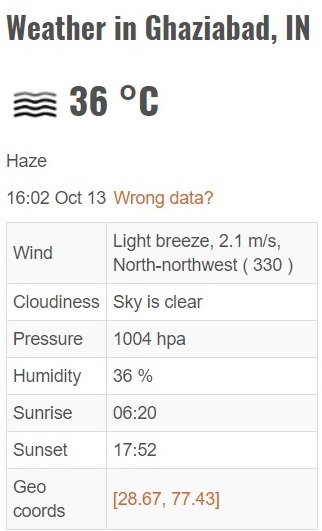 Weather in Ghaziabad, IN
36 °C
Haze
16:02 Oct 13 Wrong data?
Wind
Light breeze, 2.1 m/s,
North-northwest ( 330 )
Cloudiness Sky is clear
Pressure 1004 hpa
Humidity 36 %
Sunrise 06:20
Sunset 17:52
Geo
coords
[28.67, 77.43]